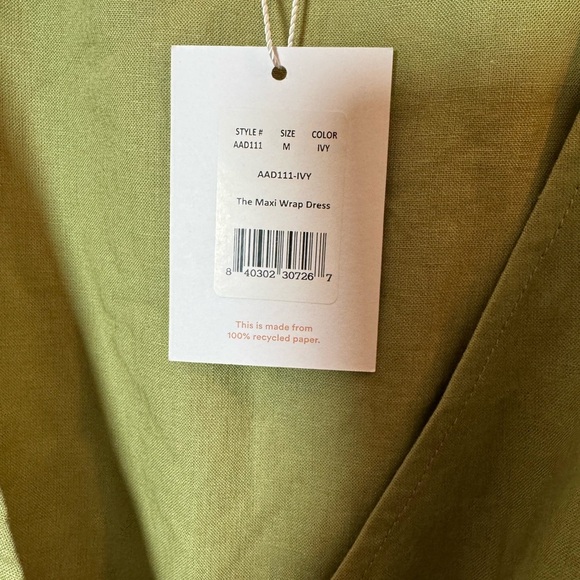 STYLE # SIZE COLOR
AAD111 M IVY
AAD111-IVY
The Maxi Wrap Dress
8 40302 30726 7
This is made from
100% recycled paper.